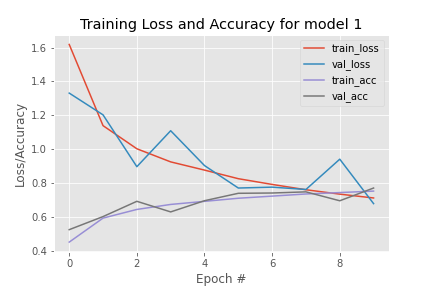 Training Loss and Accuracy for model 1
train_loss
val_loss
train_acc
val_acc
Loss/Accuracy
1.6
1.4
1.2
1.0
0.8
0.6
0.4
0 2 4 6 8
Epoch #